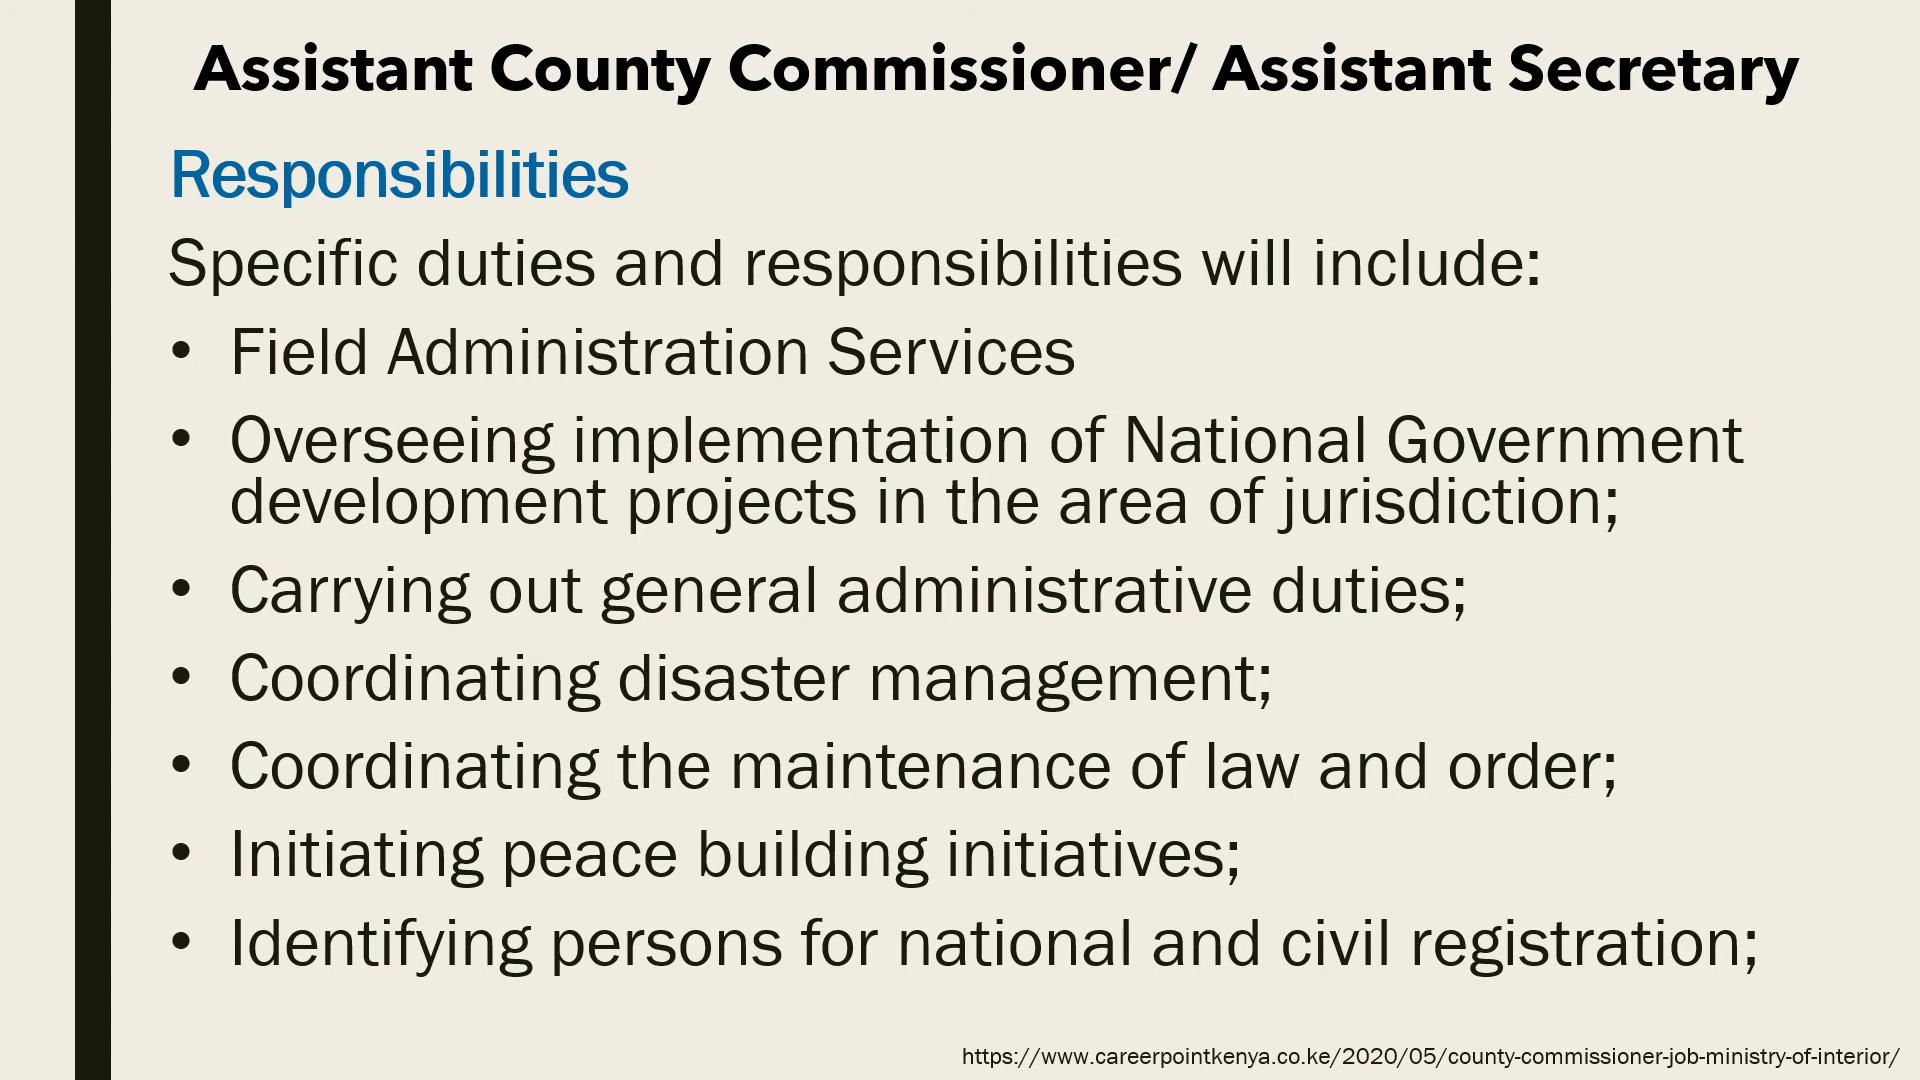 Assistant County Commissioner/ Assistant Secretary
Responsibilities
Specific duties and responsibilities will include:
• Field Administration Services
• Overseeing implementation of National Government
development projects in the area of jurisdiction;
• Carrying out general administrative duties;
• Coordinating disaster management;
• Coordinating the maintenance of law and order;
• Initiating peace building initiatives;
• Identifying persons for national and civil registration;
https://www.careerpointkenya.co.ke/2020/05/county-commissioner-job-ministry-of-interior/